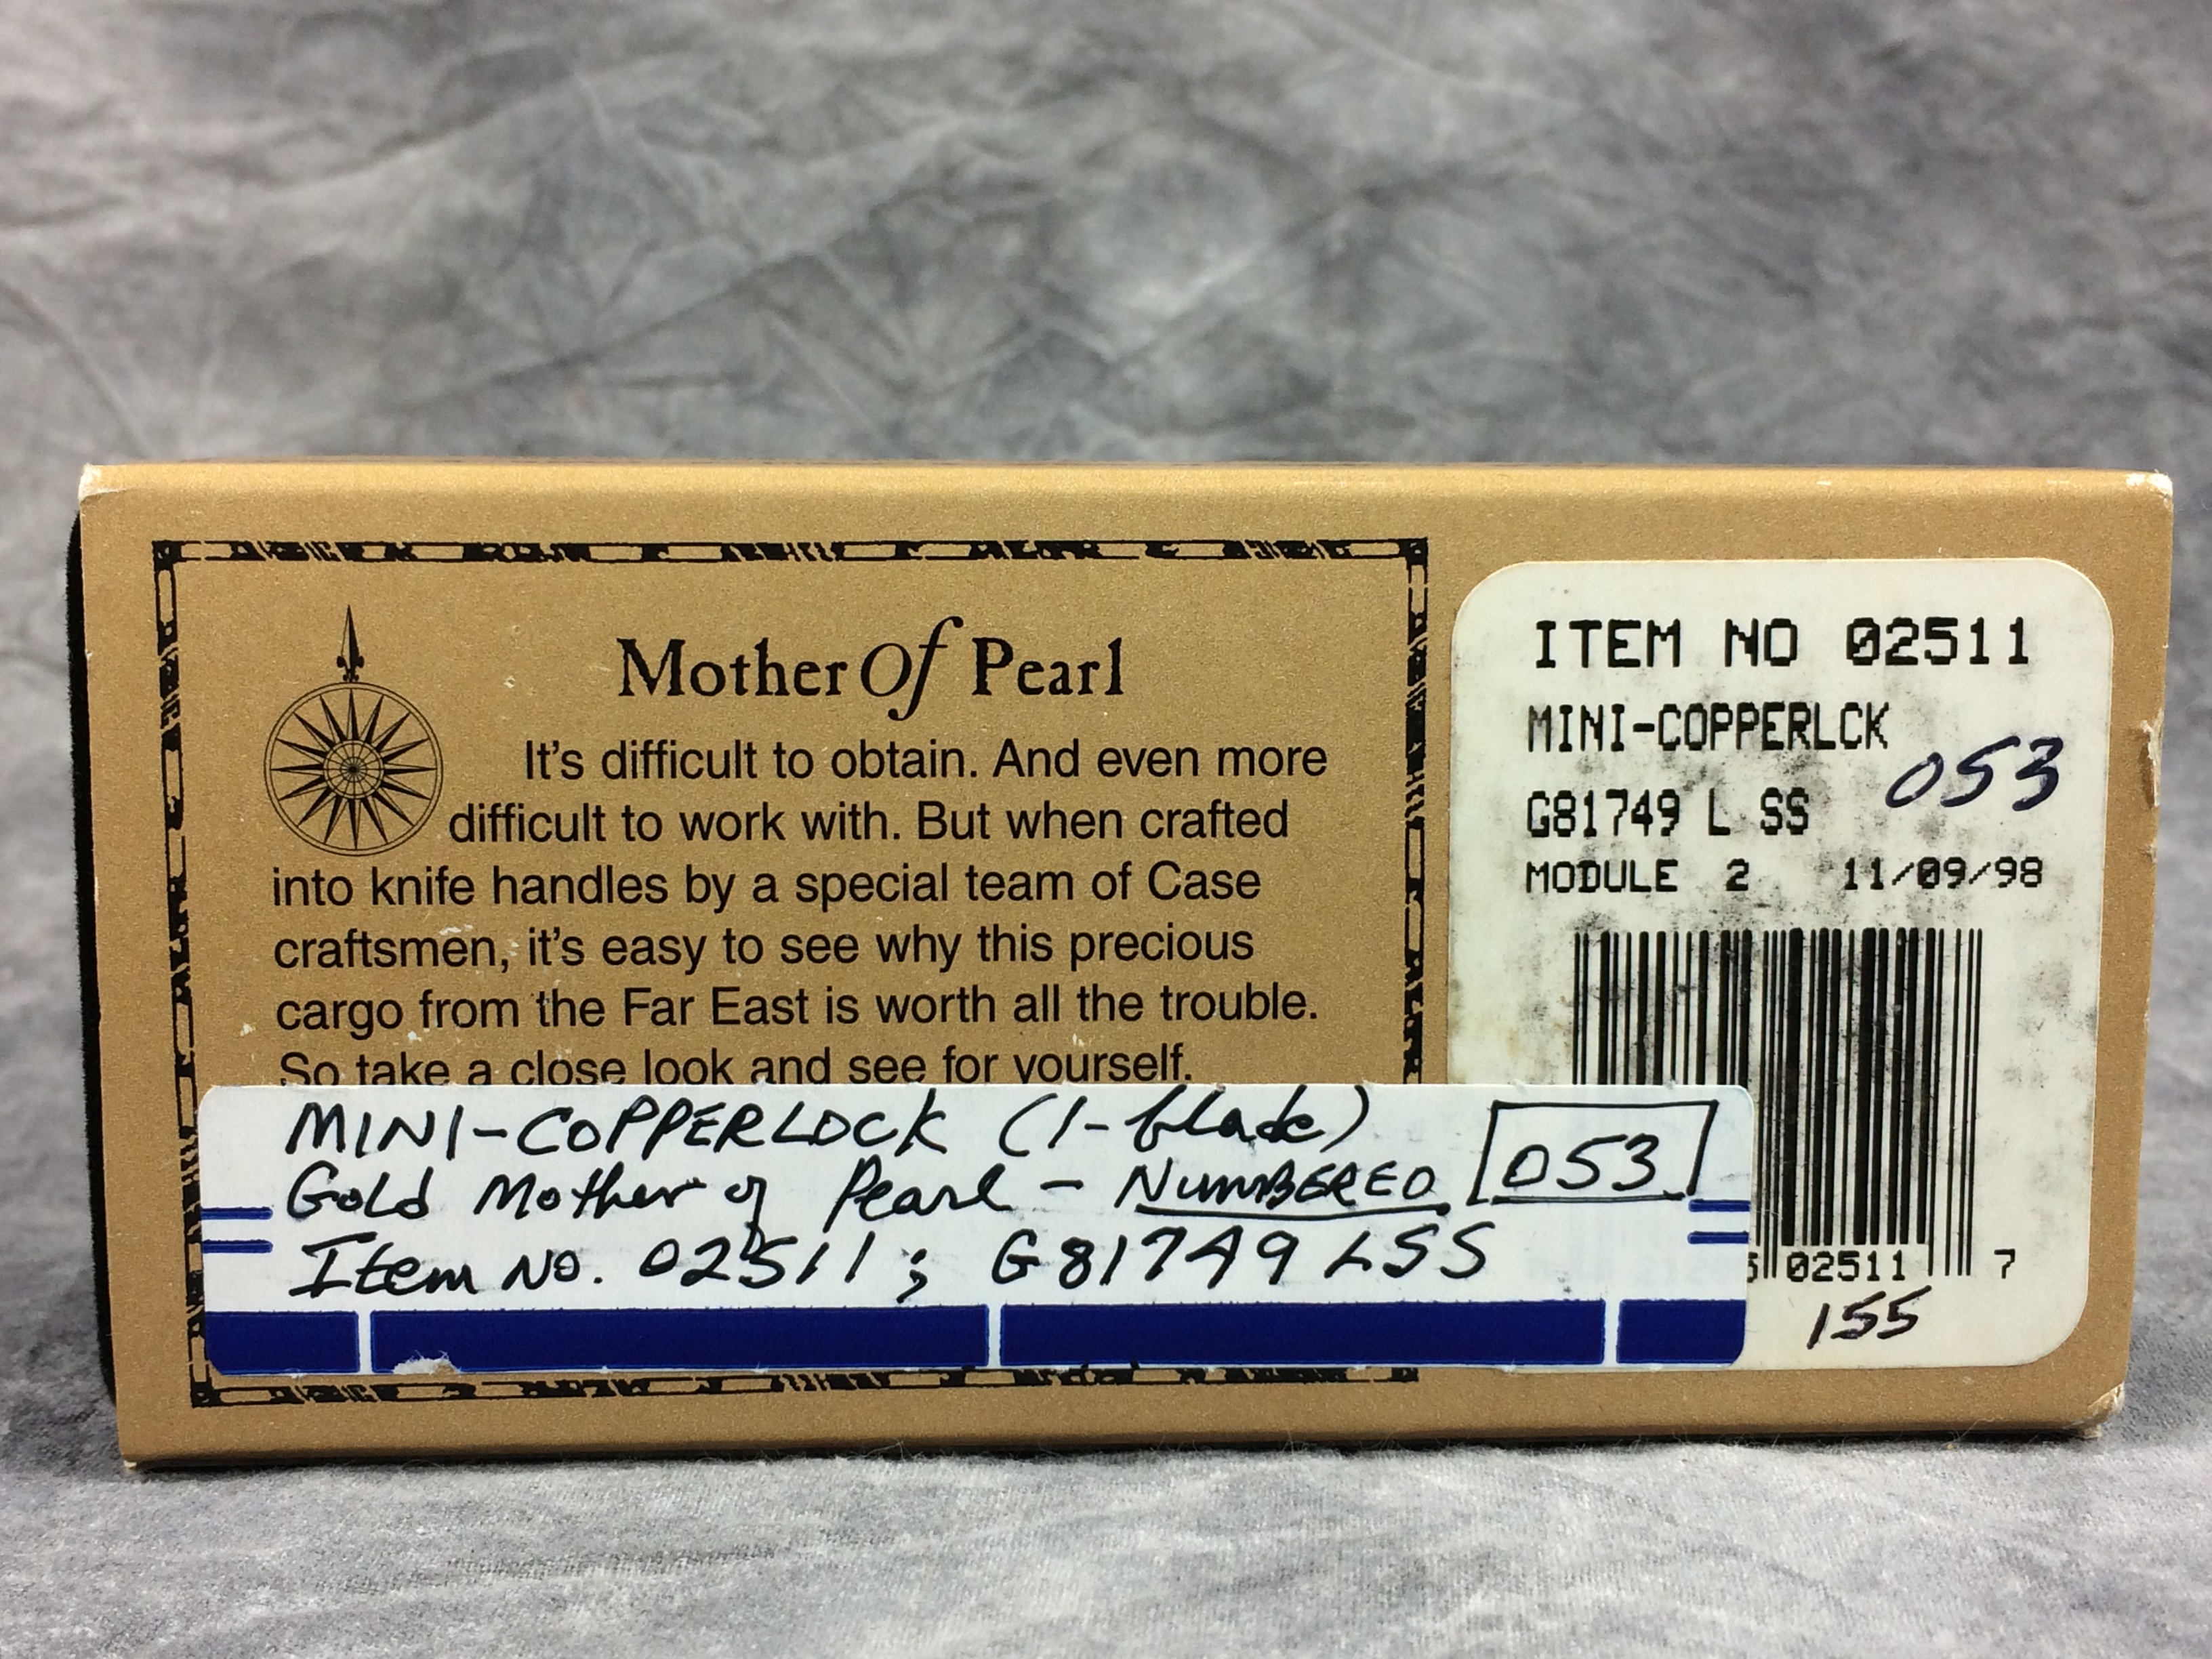 Mother Of Pearl
It's difficult to obtain. And even more
difficult to work with. But when crafted
into knife handles by a special team of Case
craftsmen, it's easy to see why this precious
cargo from the Far East is worth all the trouble.
So take a close look and see for yourself.
MINI-COPPERLOCK (1-blade)
Gold Mother of Pearl - NUMBERED 053
Item No. 02511; G81749 LSS
ITEM NO 02511
MINI-COPPERLCK
053
G81749 L SS
MODULE 2 11/09/98
02511 7
155